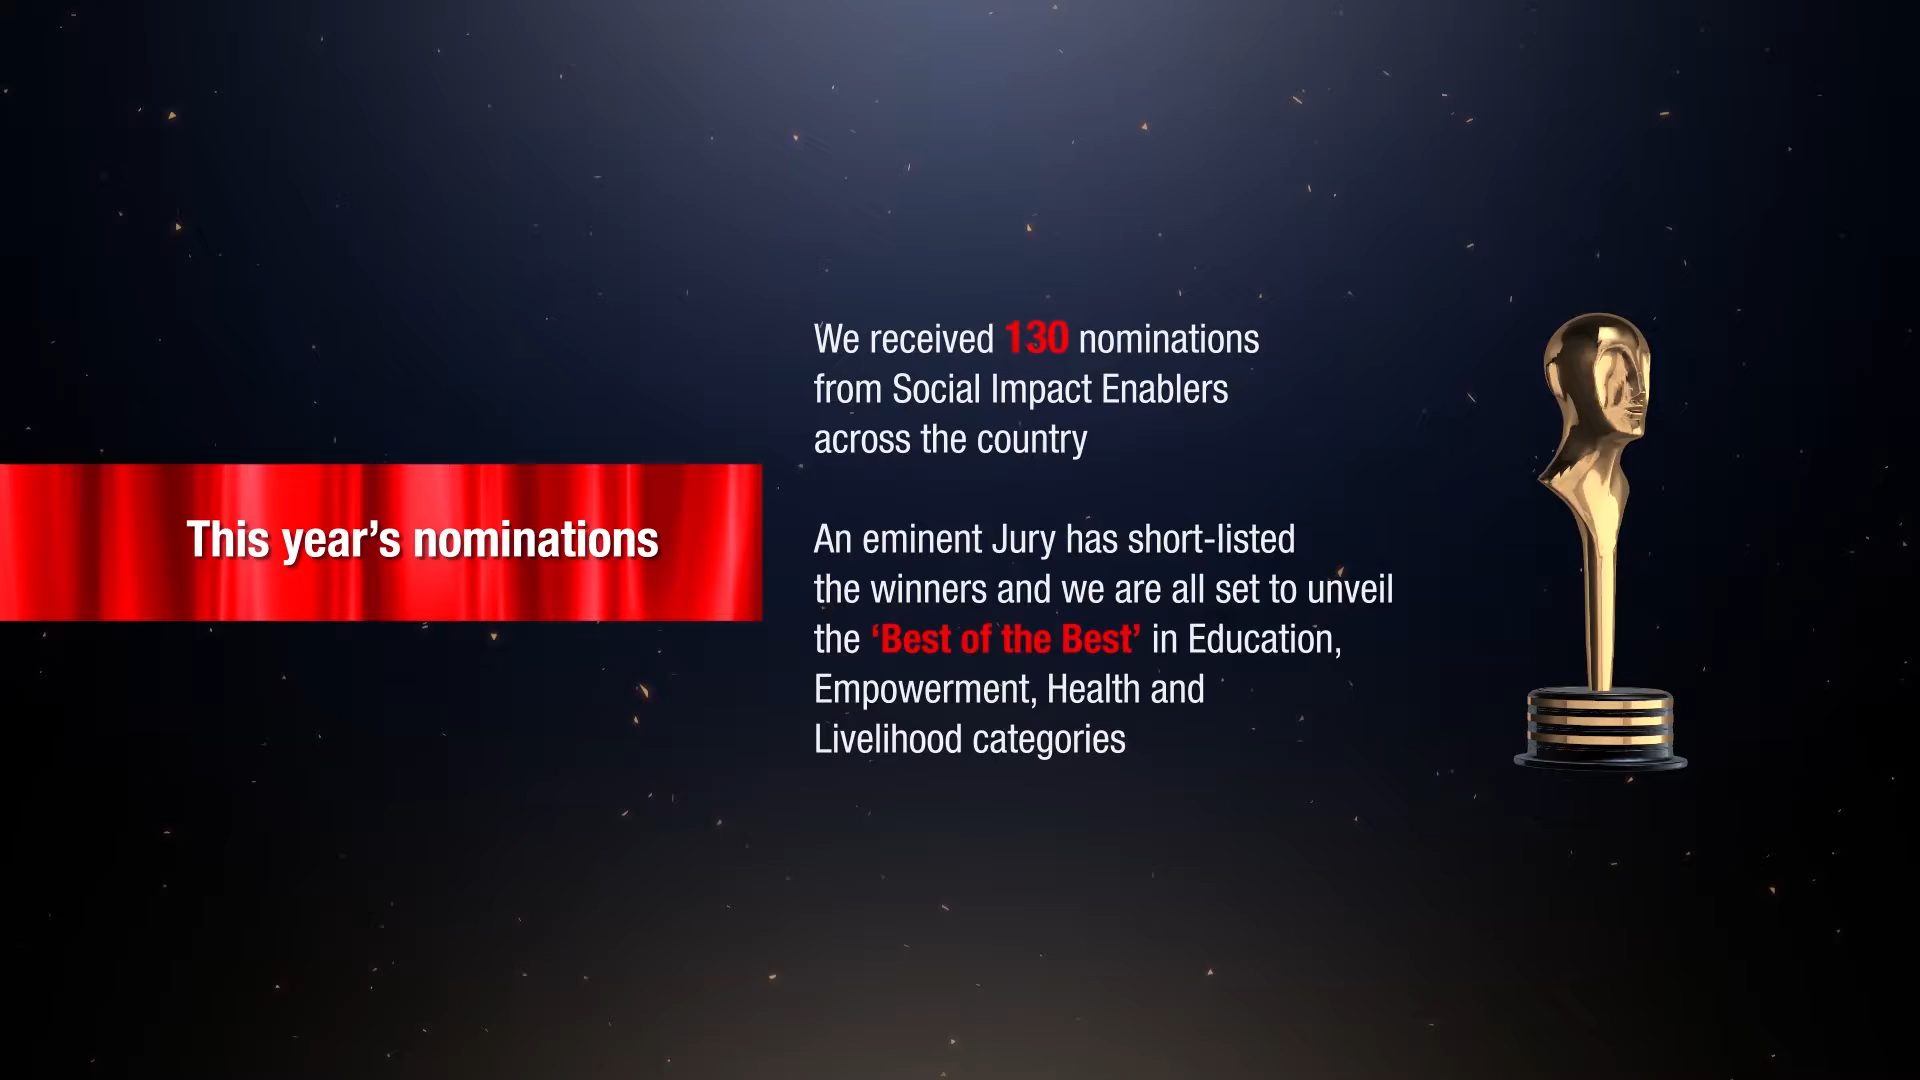 This year’s nominations
We received 130 nominations
from Social Impact Enablers
across the country
An eminent Jury has short-listed
the winners and we are all set to unveil
the ‘Best of the Best’ in Education,
Empowerment, Health and
Livelihood categories